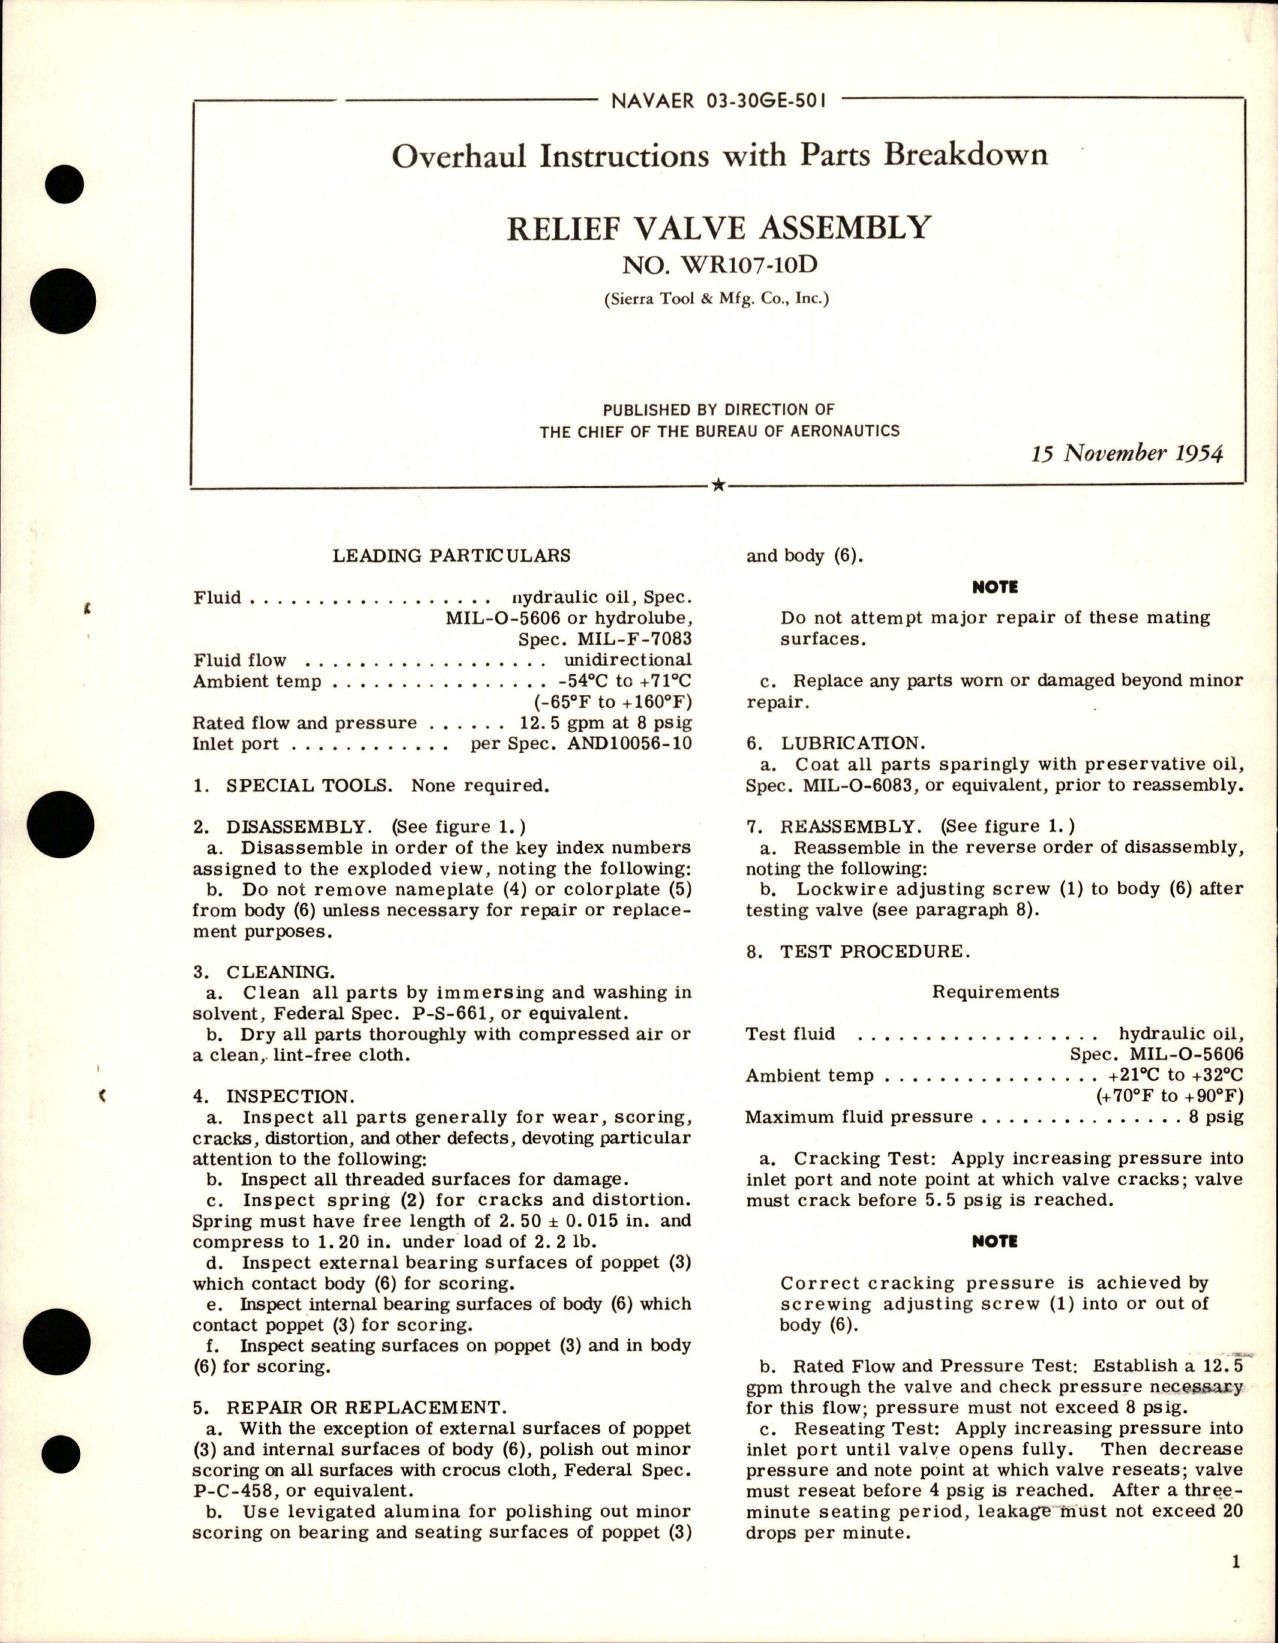 NAVAER 03-30GE-501
Overhaul Instructions with Parts Breakdown
RELIEF VALVE ASSEMBLY
NO. WR107-10D
(Sierra Tool & Mfg. Co., Inc.)
PUBLISHED BY DIRECTION OF
THE CHIEF OF THE BUREAU OF AERONAUTICS
15 November 1954
LEADING PARTICULARS
Fluid . . . . . . . . . . . . . . . . . . hydraulic oil, Spec.
MIL-O-5606 or hydrolube,
Spec. MIL-F-7083
Fluid flow . . . . . . . . . . . . . . . . . . unidirectional
Ambient temp . . . . . . . . . . . . . . . . -54°C to +71°C
(-65°F to +160°F)
Rated flow and pressure . . . . . . 12.5 gpm at 8 psig
Inlet port . . . . . . . . . . . . per Spec. AND10056-10
1. SPECIAL TOOLS. None required.
2. DISASSEMBLY. (See figure 1.)
a. Disassemble in order of the key index numbers
assigned to the exploded view, noting the following:
b. Do not remove nameplate (4) or colorplate (5)
from body (6) unless necessary for repair or replace-
ment purposes.
3. CLEANING.
a. Clean all parts by immersing and washing in
solvent, Federal Spec. P-S-661, or equivalent.
b. Dry all parts thoroughly with compressed air or
a clean, lint-free cloth.
4. INSPECTION.
a. Inspect all parts generally for wear, scoring,
cracks, distortion, and other defects, devoting particular
attention to the following:
b. Inspect all threaded surfaces for damage.
c. Inspect spring (2) for cracks and distortion.
Spring must have free length of 2.50 ± 0.015 in. and
compress to 1.20 in. under load of 2.2 lb.
d. Inspect external bearing surfaces of poppet (3)
which contact body (6) for scoring.
e. Inspect internal bearing surfaces of body (6) which
contact poppet (3) for scoring.
f. Inspect seating surfaces on poppet (3) and in body
(6) for scoring.
5. REPAIR OR REPLACEMENT.
a. With the exception of external surfaces of poppet
(3) and internal surfaces of body (6), polish out minor
scoring on all surfaces with crocus cloth, Federal Spec.
P-C-458, or equivalent.
b. Use levigated alumina for polishing out minor
scoring on bearing and seating surfaces of poppet (3)
and body (6).
NOTE
Do not attempt major repair of these mating
surfaces.
c. Replace any parts worn or damaged beyond minor
repair.
6. LUBRICATION.
a. Coat all parts sparingly with preservative oil,
Spec. MIL-O-6083, or equivalent, prior to reassembly.
7. REASSEMBLY. (See figure 1.)
a. Reassemble in the reverse order of disassembly,
noting the following:
b. Lockwire adjusting screw (1) to body (6) after
testing valve (see paragraph 8).
8. TEST PROCEDURE.
Requirements
Test fluid . . . . . . . . . . . . . . . . . . hydraulic oil,
Spec. MIL-O-5606
Ambient temp . . . . . . . . . . . . . . . . +21°C to +32°C
(+70°F to +90°F)
Maximum fluid pressure . . . . . . . . . . . . . . . 8 psig
a. Cracking Test: Apply increasing pressure into
inlet port and note point at which valve cracks; valve
must crack before 5.5 psig is reached.
NOTE
Correct cracking pressure is achieved by
screwing adjusting screw (1) into or out of
body (6).
b. Rated Flow and Pressure Test: Establish a 12.5
gpm through the valve and check pressure necessary
for this flow; pressure must not exceed 8 psig.
c. Reseating Test: Apply increasing pressure into
inlet port until valve opens fully. Then decrease
pressure and note point at which valve reseats; valve
must reseat before 4 psig is reached. After a three-
minute seating period, leakage must not exceed 20
drops per minute.
1